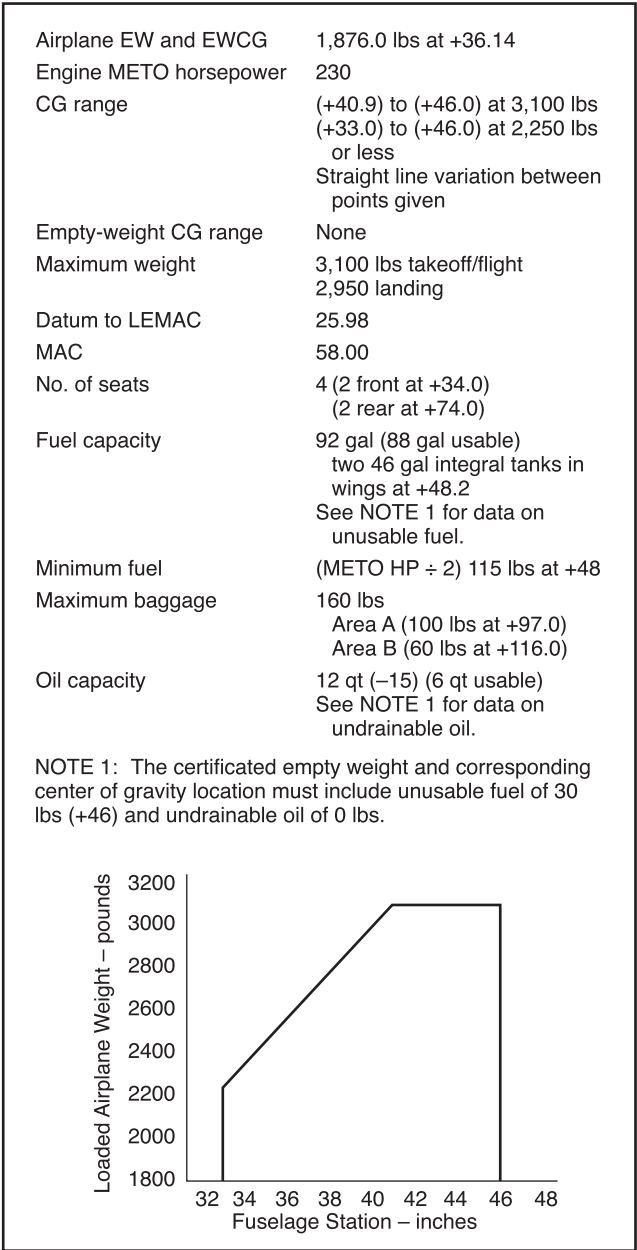 Airplane EW and EWCG 1,876.0 lbs at +36.14
Engine METO horsepower 230
CG range (+40.9) to (+46.0) at 3,100 lbs
(+33.0) to (+46.0) at 2,250 lbs
or less
Straight line variation between
points given
Empty-weight CG range None
Maximum weight 3,100 lbs takeoff/flight
2,950 landing
Datum to LEMAC 25.98
MAC 58.00
No. of seats 4 (2 front at +34.0)
(2 rear at +74.0)
Fuel capacity 92 gal (88 gal usable)
two 46 gal integral tanks in
wings at +48.2
See NOTE 1 for data on
unusable fuel.
Minimum fuel (METO HP ÷ 2) 115 lbs at +48
Maximum baggage 160 lbs
Area A (100 lbs at +97.0)
Area B (60 lbs at +116.0)
Oil capacity 12 qt (–15) (6 qt usable)
See NOTE 1 for data on
undrainable oil.
NOTE 1: The certificated empty weight and corresponding
center of gravity location must include unusable fuel of 30
lbs (+46) and undrainable oil of 0 lbs.
Loaded Airplane Weight – pounds
3200
3000
2800
2600
2400
2200
2000
1800
32 34 36 38 40 42 44 46 48
Fuselage Station – inches